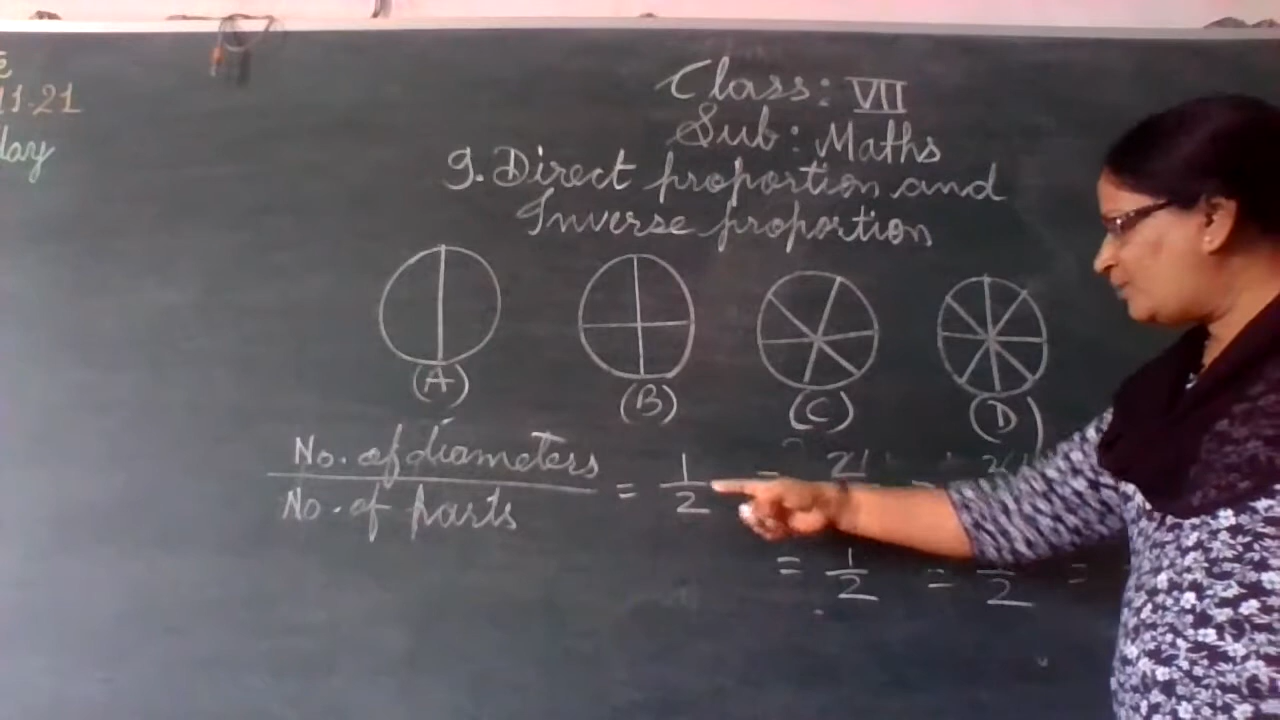 11-21
day
Class: VII
Sub: Maths
9. Direct proportion and
Inverse proportion
(A) (B) (C) (D)
No. of diameters / No. of parts = 1/2 =
= 1/2 = 2 =